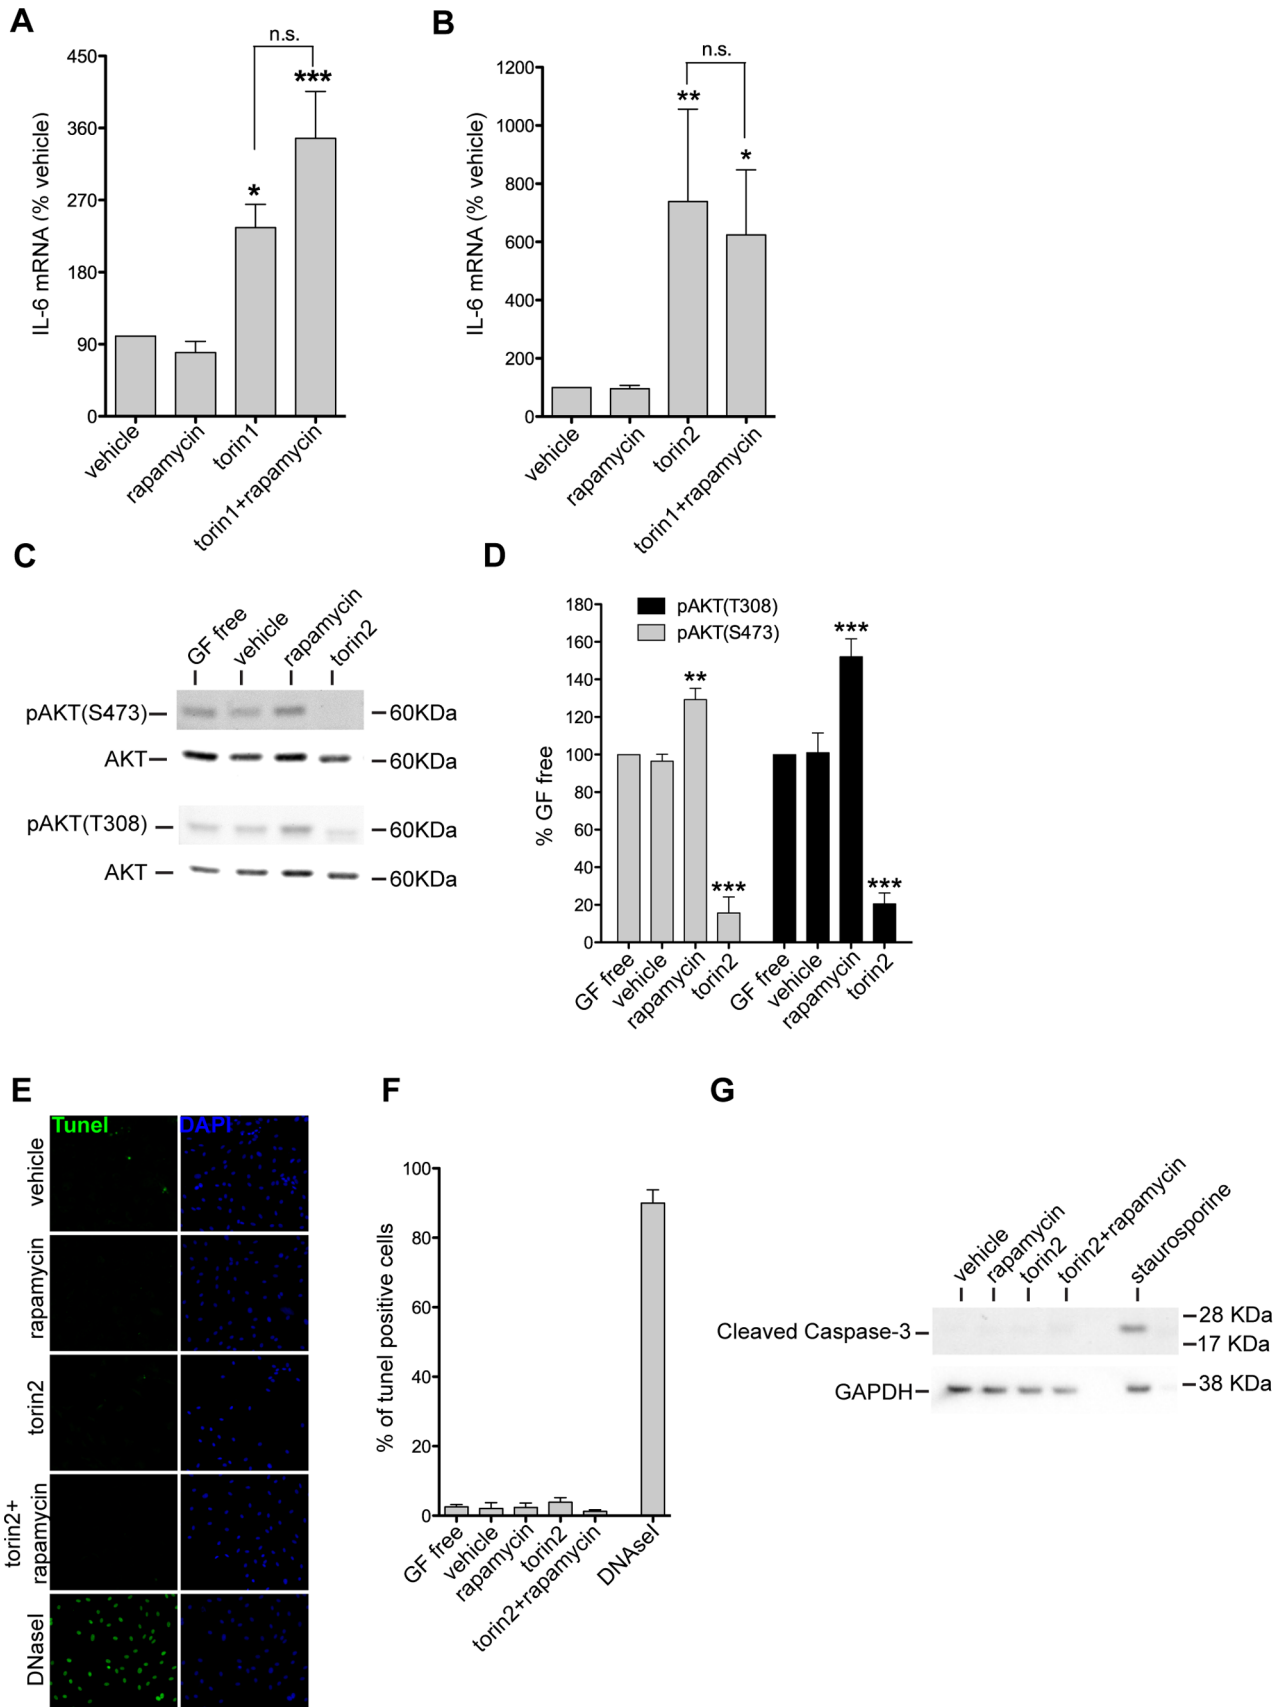 A
IL-6 mRNA (% vehicle)
450
360
270
180
90
0
n.s.
*
***
vehicle
rapamycin
torin1
torin1+rapamycin
B
IL-6 mRNA (% vehicle)
1200
1000
800
600
400
200
0
n.s.
**
*
vehicle
rapamycin
torin2
torin1+rapamycin
C
GF free
vehicle
rapamycin
torin2
pAKT(S473)
60KDa
AKT
60KDa
pAKT(T308)
60KDa
AKT
60KDa
D
% GF free
180
160
140
120
100
80
60
40
20
0
pAKT(T308)
pAKT(S473)
**
***
***
***
GF free
vehicle
rapamycin
torin2
GF free
vehicle
rapamycin
torin2
E
Tunel
DAPI
vehicle
rapamycin
torin2
torin2+
rapamycin
DNaseI
F
% of tunel positive cells
100
80
60
40
20
0
GF free
vehicle
rapamycin
torin2
torin2+rapamycin
DNAseI
G
vehicle
rapamycin
torin2
torin2+rapamycin
staurosporine
Cleaved Caspase-3
28 KDa
17 KDa
GAPDH
38 KDa